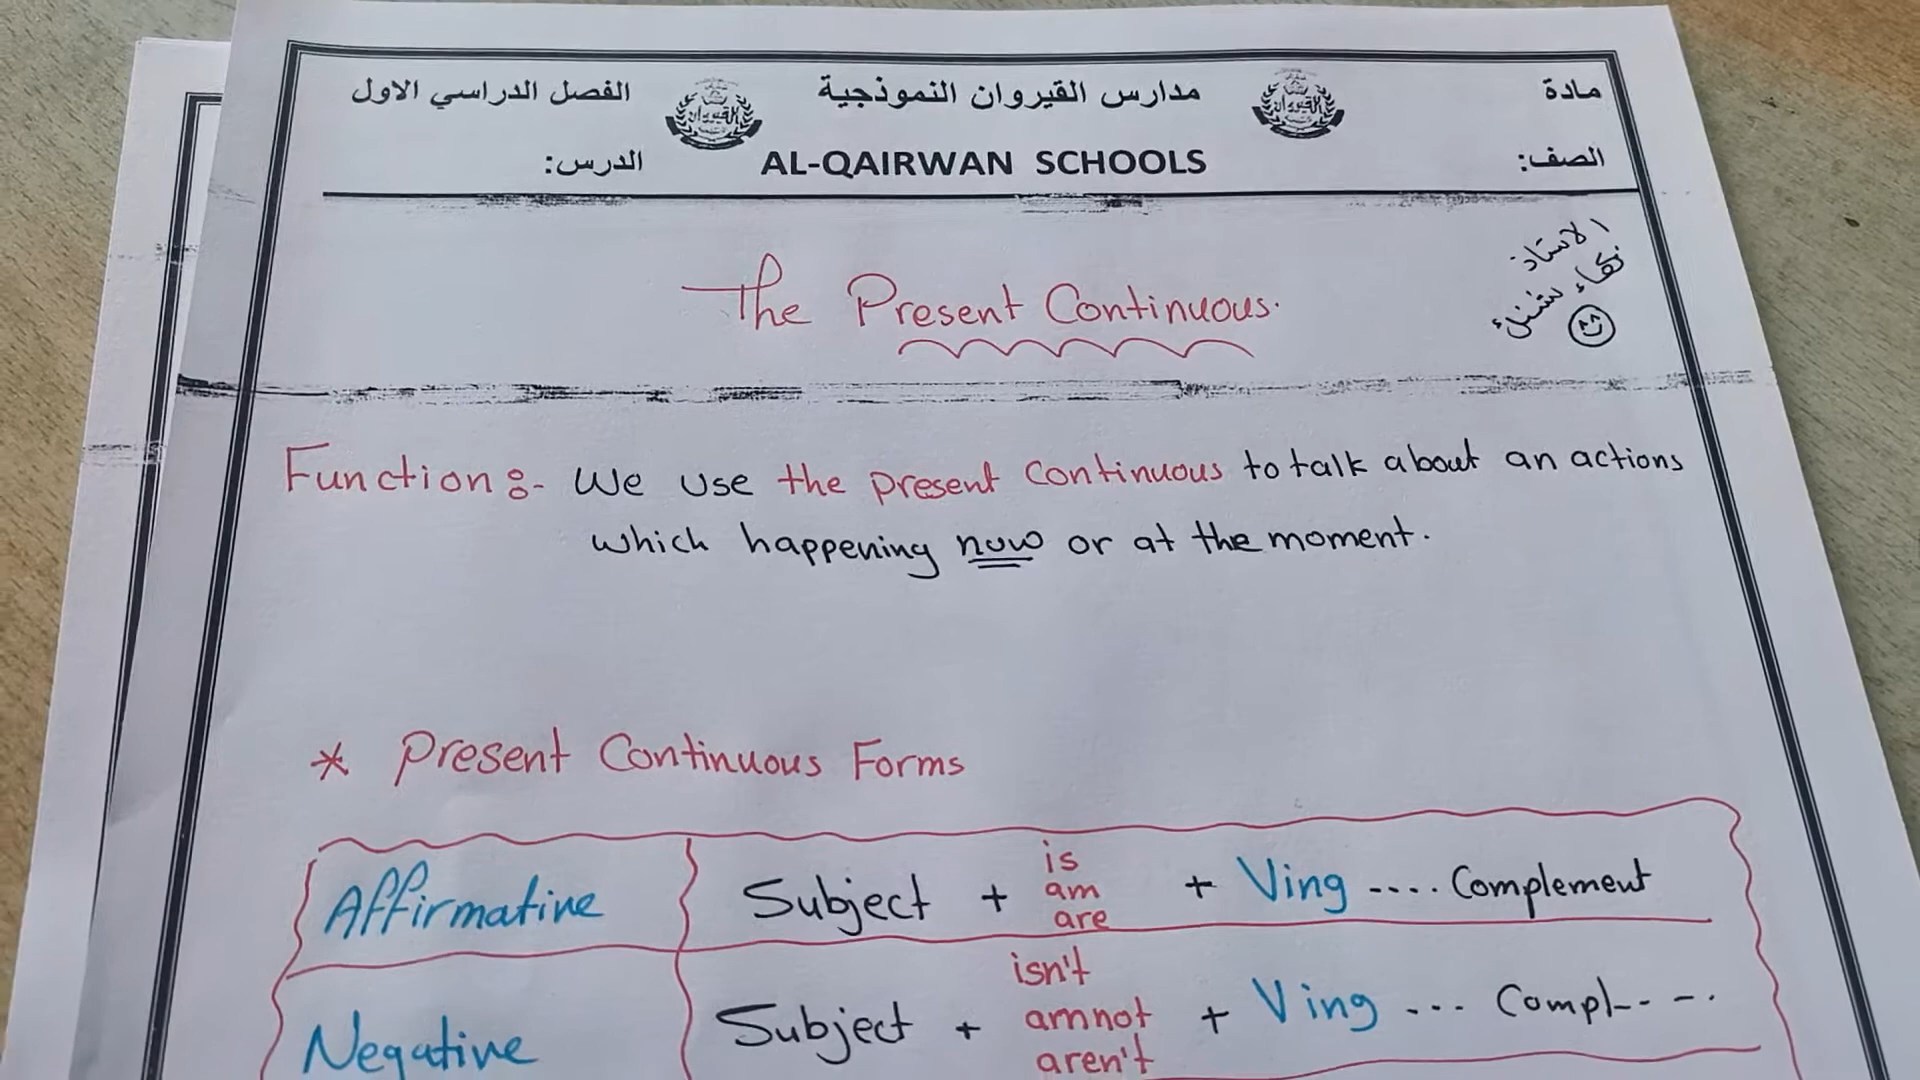 مادة
مدارس القيروان النموذجية
الفصل الدراسي الاول
الصف:
AL-QAIRWAN SCHOOLS
الدرس:
الاستاذ
The Present Continuous.
Function:- We use the present continuous to talk about an actions
which happening now or at the moment.
* Present Continuous Forms
Affirmative Subject + is am are + Ving .... Complement
Negative Subject + isn't am not aren't + Ving ... Compl-- -.